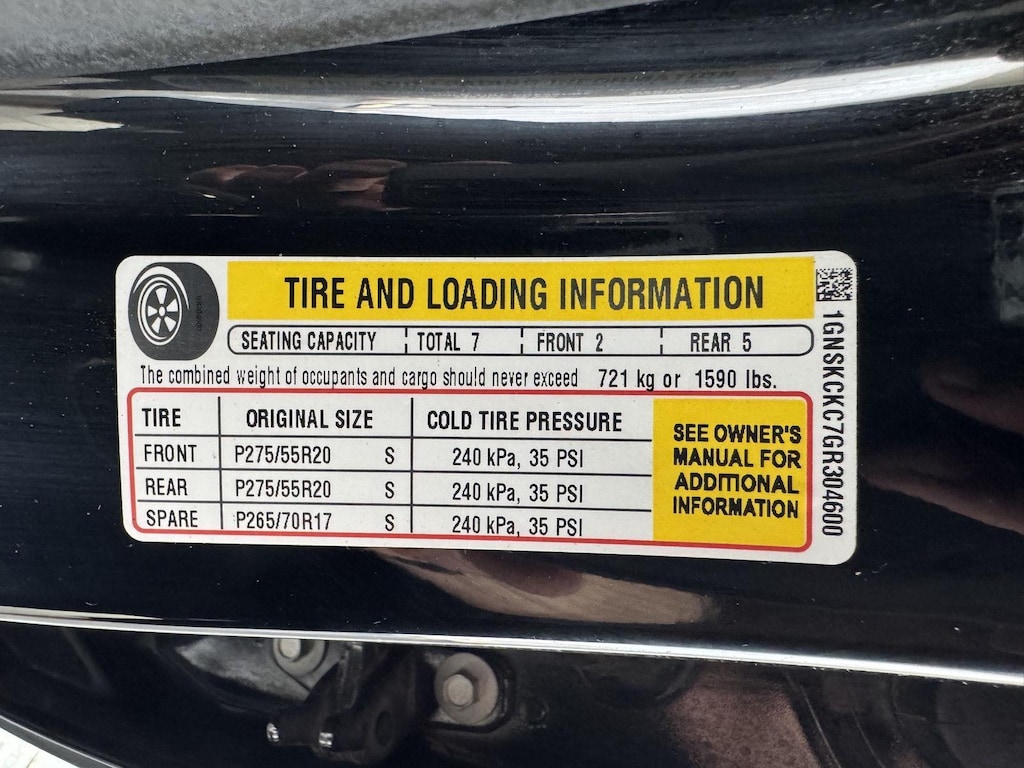 TIRE AND LOADING INFORMATION
SEATING CAPACITY TOTAL 7 FRONT 2 REAR 5
The combined weight of occupants and cargo should never exceed 721 kg or 1590 lbs.
TIRE ORIGINAL SIZE COLD TIRE PRESSURE
FRONT P275/55R20 S 240 kPa, 35 PSI
REAR P275/55R20 S 240 kPa, 35 PSI
SPARE P265/70R17 S 240 kPa, 35 PSI
SEE OWNER'S
MANUAL FOR
ADDITIONAL
INFORMATION
1GNSKCKC7GR304600